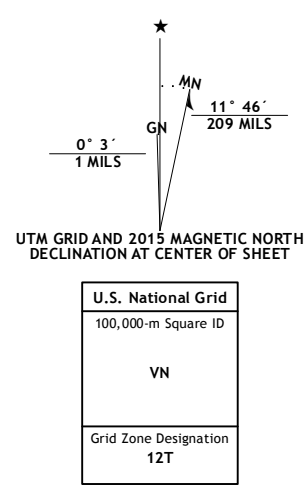 MN
11° 46´
209 MILS
GN
0° 3´
1 MILS
UTM GRID AND 2015 MAGNETIC NORTH
DECLINATION AT CENTER OF SHEET
U.S. National Grid
100,000-m Square ID
VN
Grid Zone Designation
12T